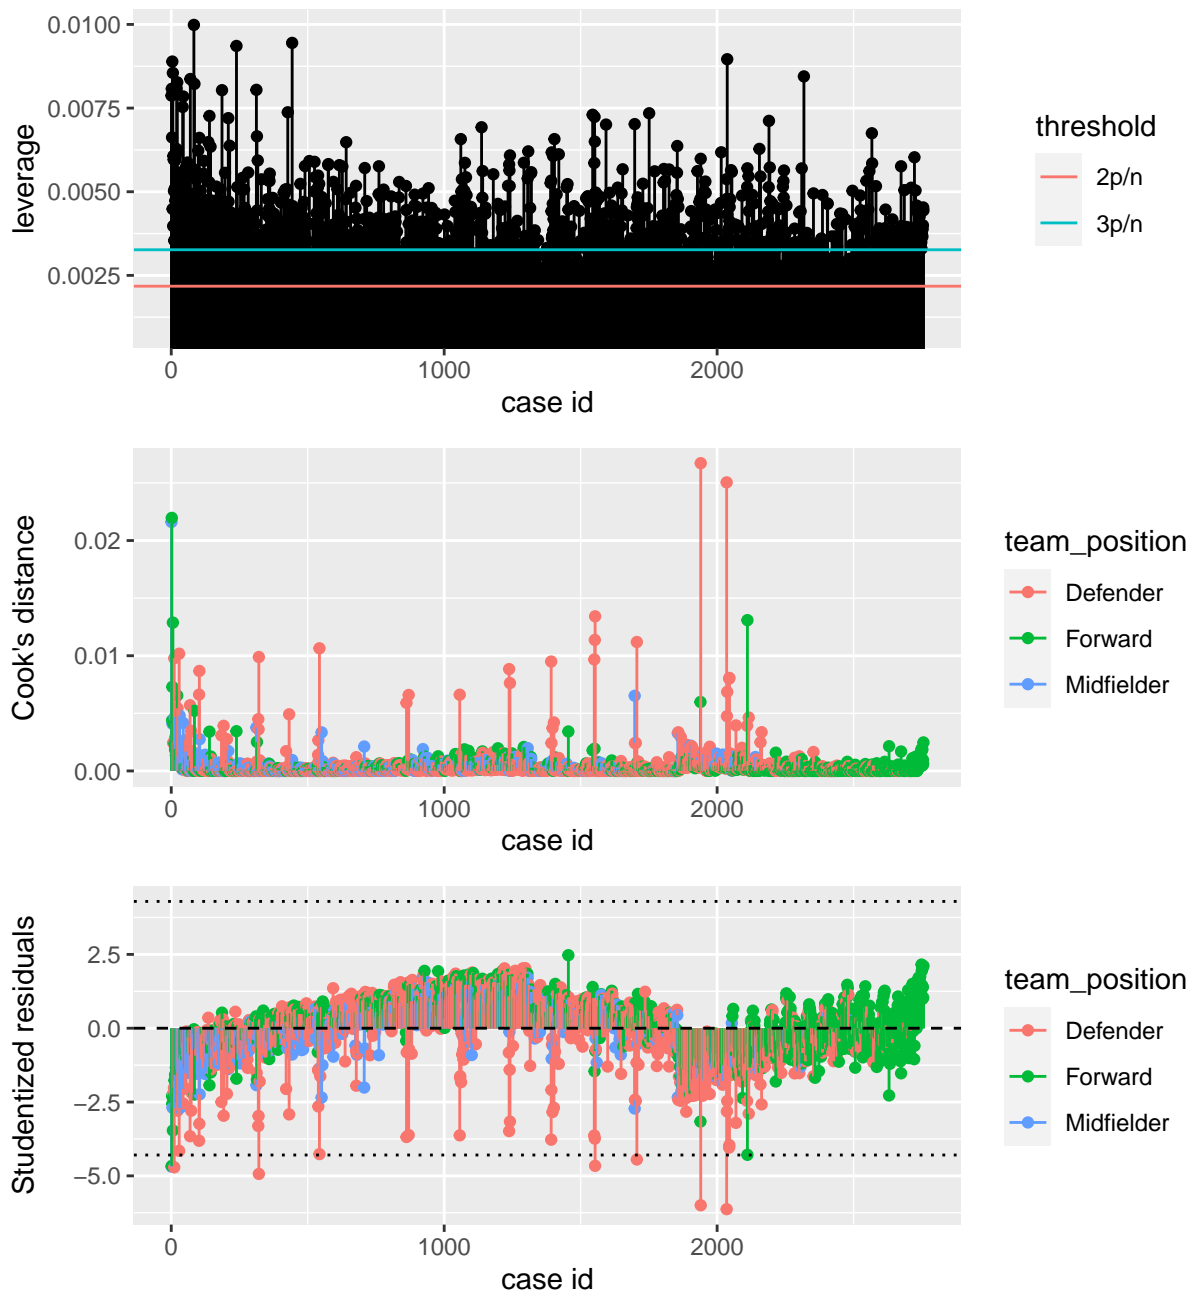 0.0100
0.0075
0.0050
0.0025
leverage
0 1000 2000
case id
threshold
2p/n
3p/n
0.02
0.01
0.00
Cook's distance
0 1000 2000
case id
team_position
Defender
Forward
Midfielder
2.5
0.0
−2.5
−5.0
Studentized residuals
0 1000 2000
case id
team_position
Defender
Forward
Midfielder